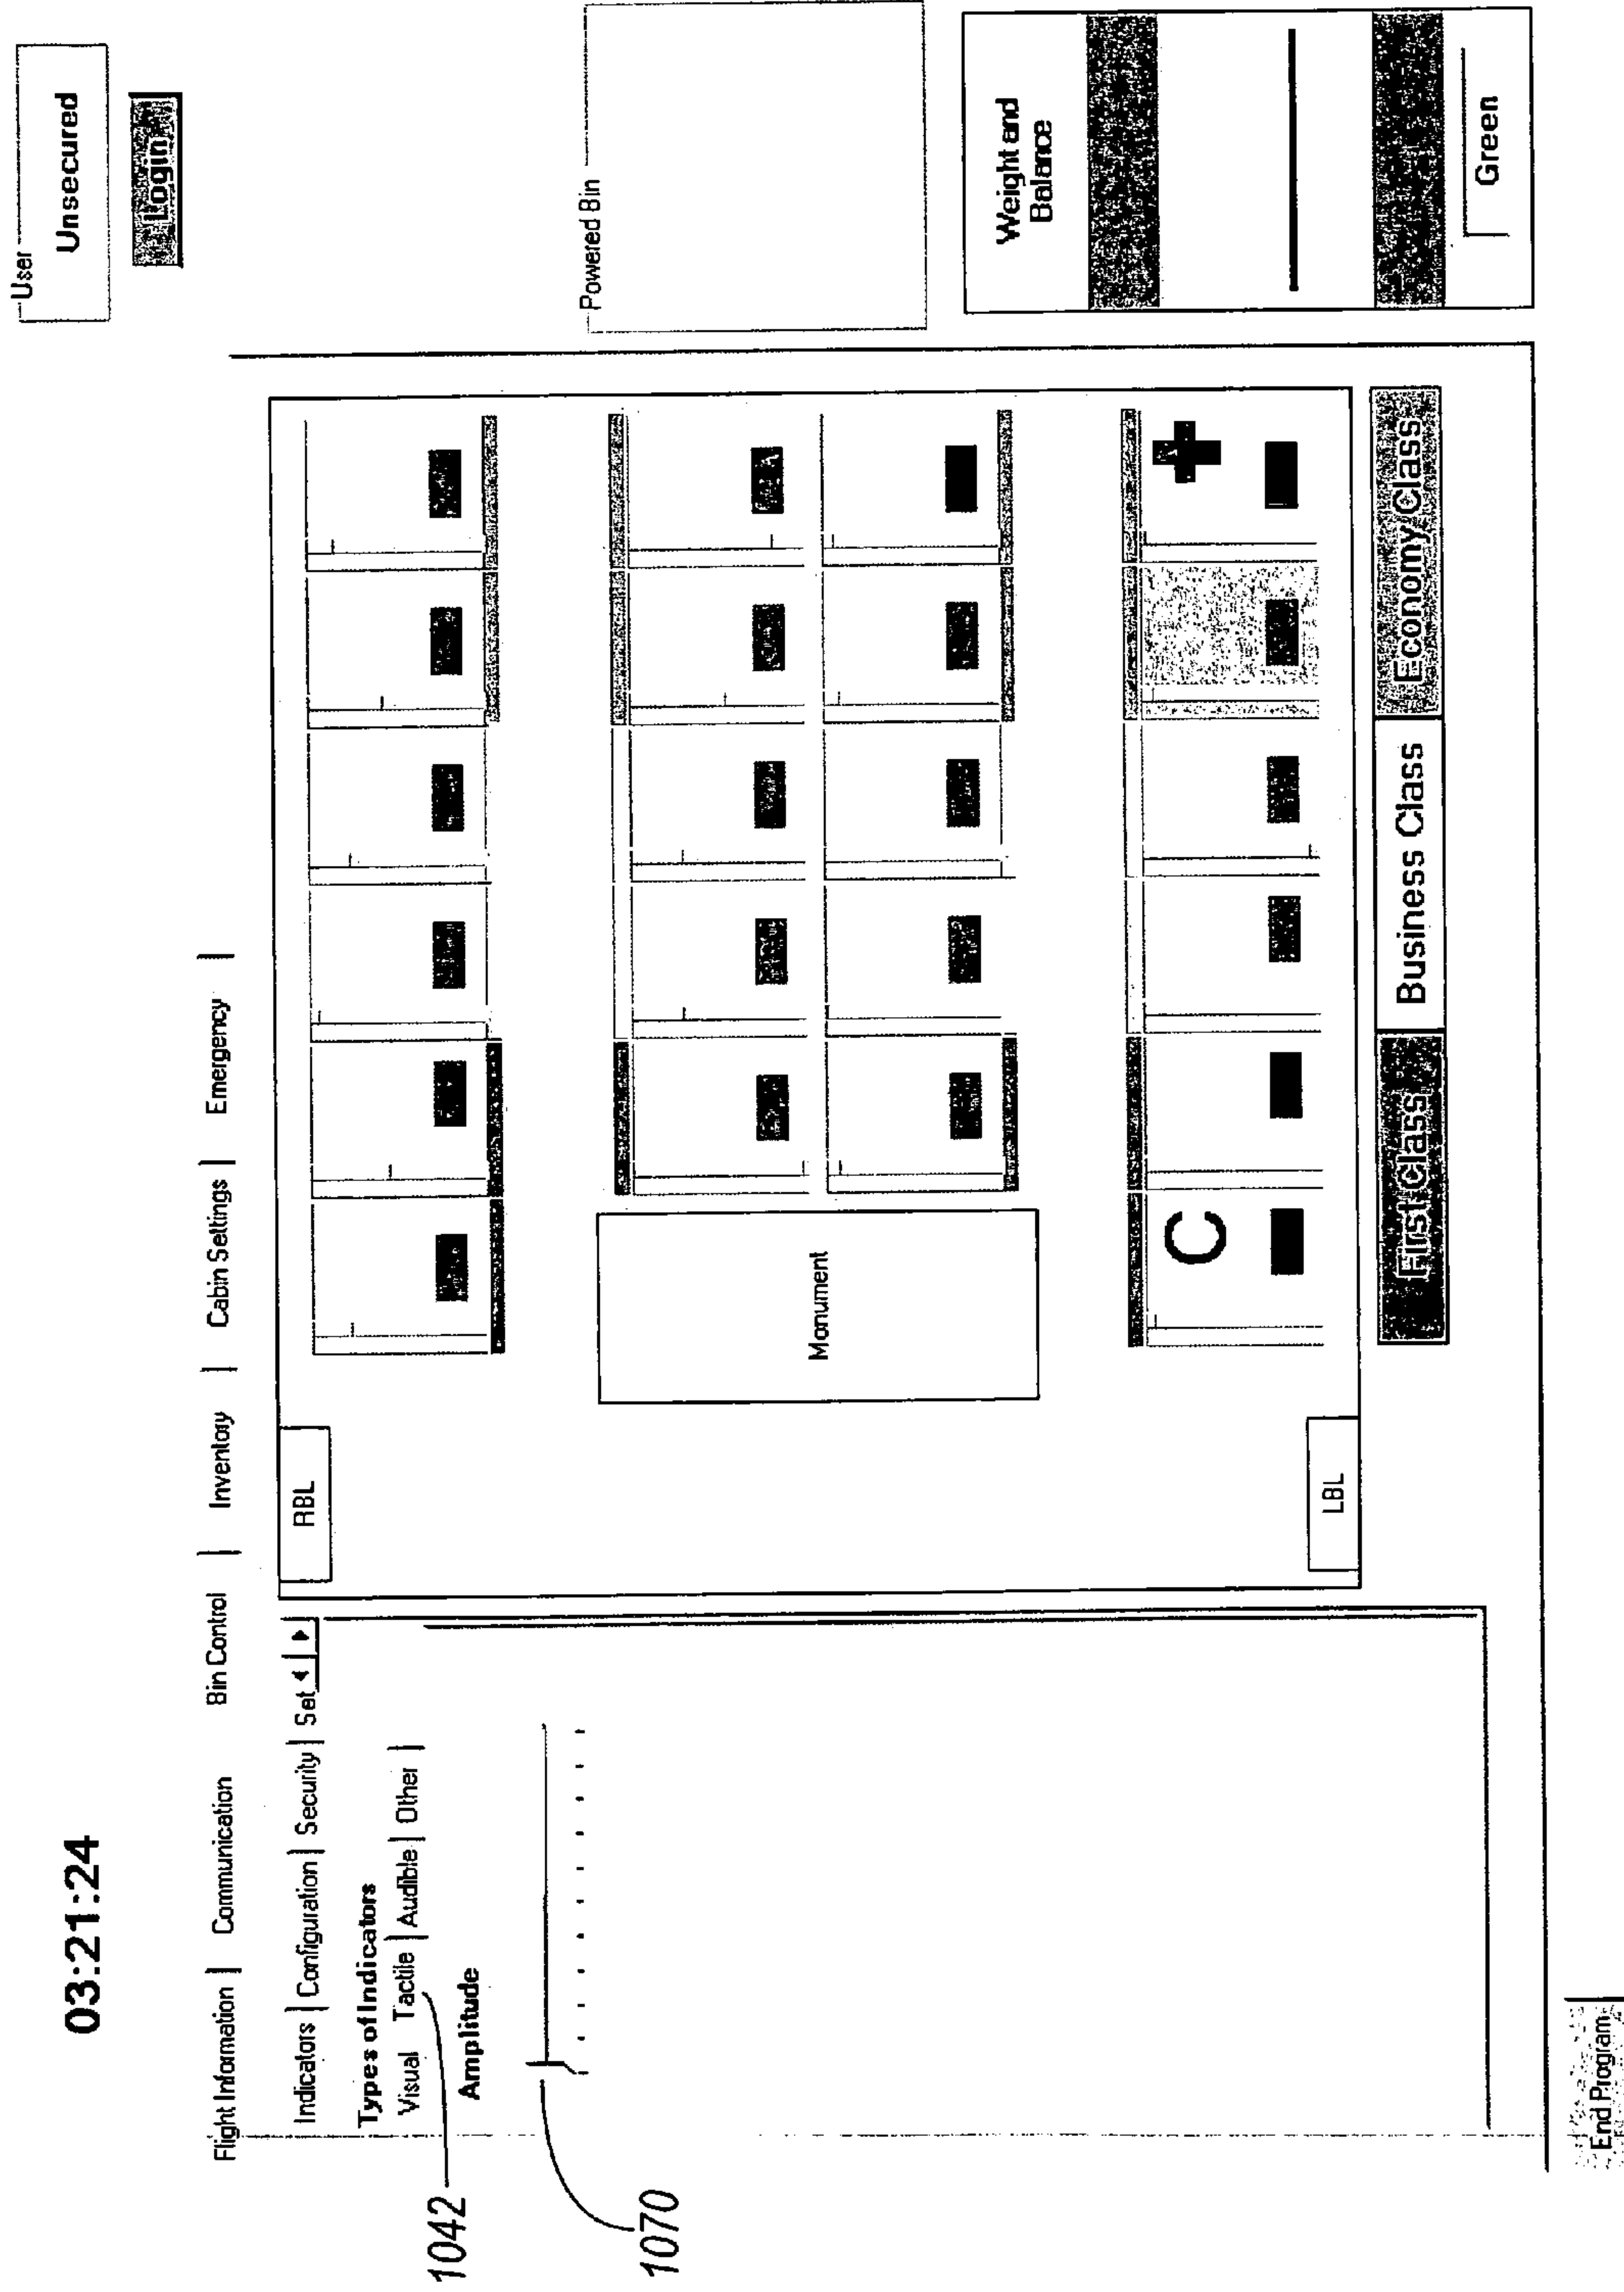 03:21:24
User
Unsecured
Login
Flight Information | Communication Bin Control | Inventory | Cabin Settings | Emergency |
Indicators | Configuration | Security | Set
Types of Indicators
Visual Tactile | Audible | Other |
Amplitude
1042
1070
RBL
Monument
C
LBL
First Class
Business Class
Economy Class
Powered Bin
Weight and
Balance
Green
End Program